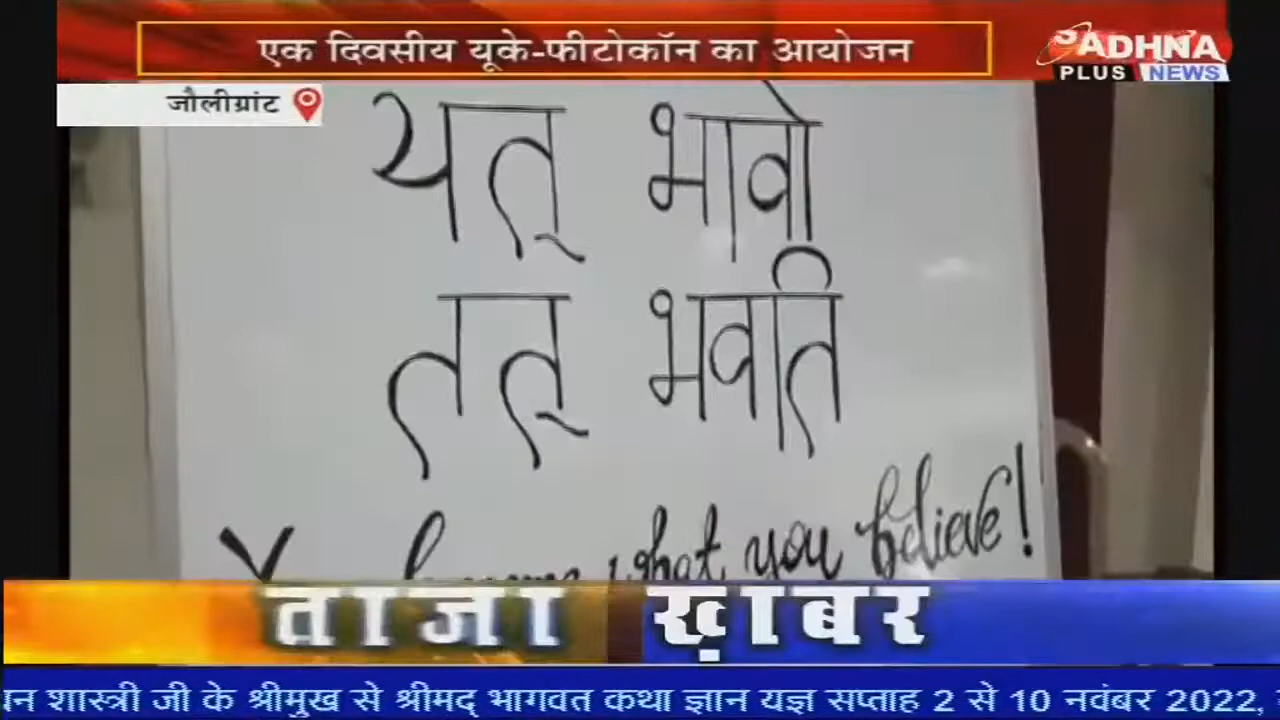 एक दिवसीय यूके-फीटोकॉन का आयोजन
SADHNA
PLUS NEWS
जौलीग्रांट
यत् भावो
तत् भवति
what you believe!
ताजा ख़बर
न शास्त्री जी के श्रीमुख से श्रीमद् भागवत कथा ज्ञान यज्ञ सप्ताह 2 से 10 नवंबर 2022,